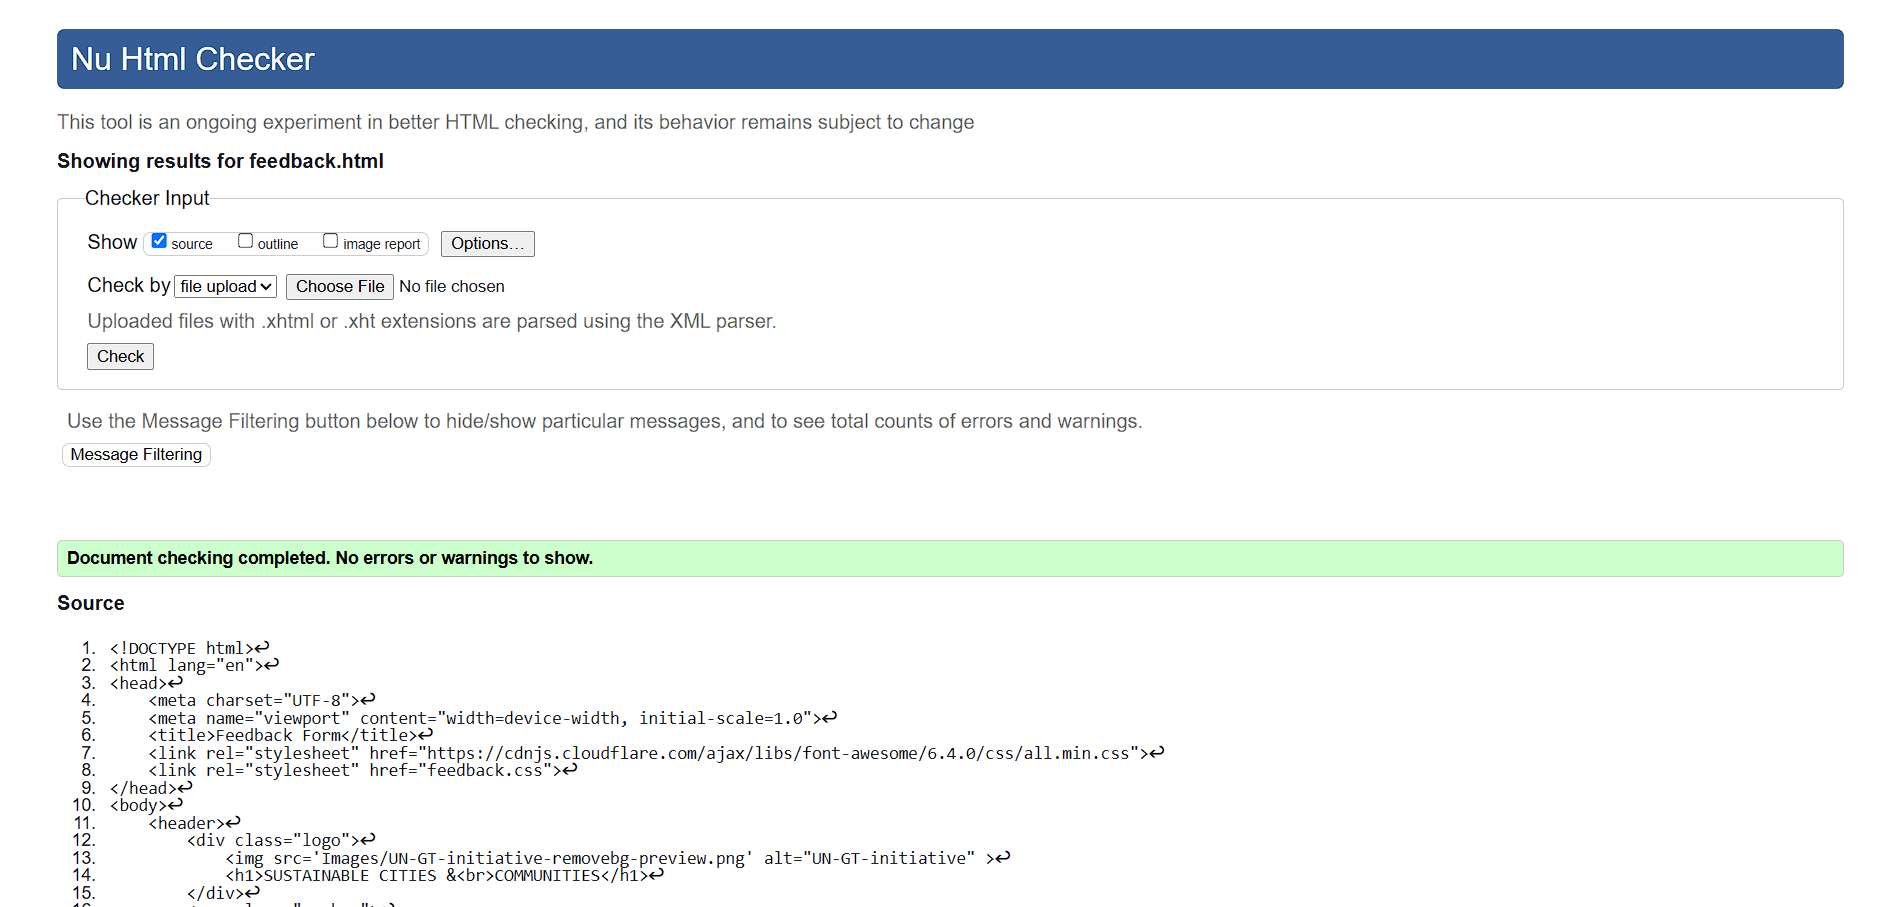 Nu Html Checker
This tool is an ongoing experiment in better HTML checking, and its behavior remains subject to change
Showing results for feedback.html
Checker Input
Show source outline image report Options...
Check by file upload Choose File No file chosen
Uploaded files with .xhtml or .xht extensions are parsed using the XML parser.
Check
Use the Message Filtering button below to hide/show particular messages, and to see total counts of errors and warnings.
Message Filtering
Document checking completed. No errors or warnings to show.
Source
1. <!DOCTYPE html>↩
2. <html lang="en">↩
3. <head>↩
4.     <meta charset="UTF-8">↩
5.     <meta name="viewport" content="width=device-width, initial-scale=1.0">↩
6.     <title>Feedback Form</title>↩
7.     <link rel="stylesheet" href="https://cdnjs.cloudflare.com/ajax/libs/font-awesome/6.4.0/css/all.min.css">↩
8.     <link rel="stylesheet" href="feedback.css">↩
9. </head>↩
10. <body>↩
11.     <header>↩
12.         <div class="logo">↩
13.             <img src='Images/UN-GT-initiative-removebg-preview.png' alt="UN-GT-initiative" >↩
14.             <h1>SUSTAINABLE CITIES &<br>COMMUNITIES</h1>↩
15.         </div>↩